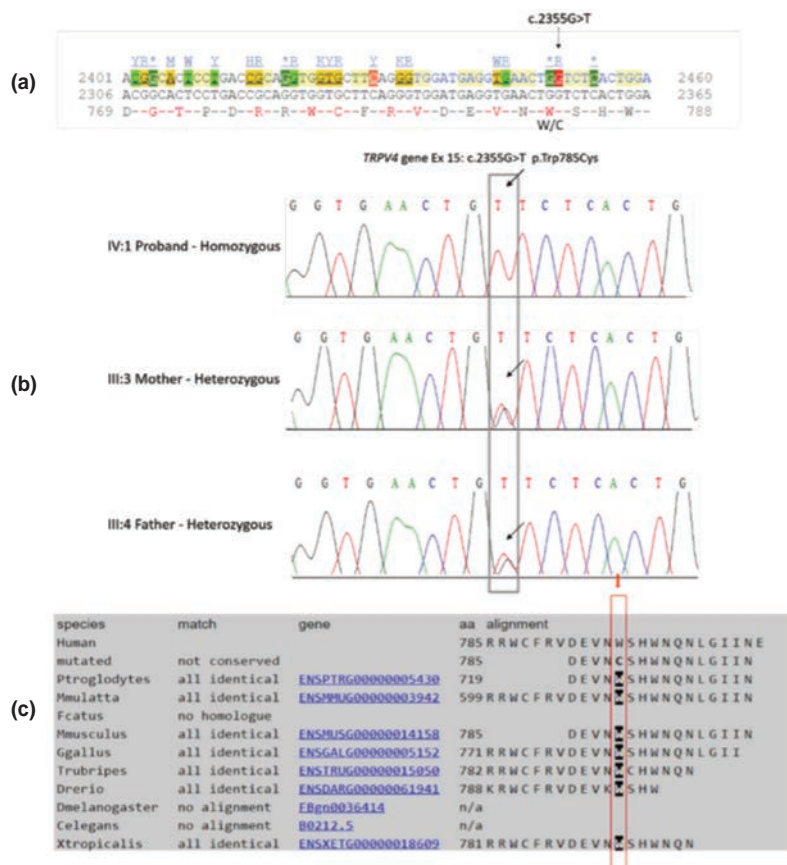 c.2355G>T
(a)
YR* M W Y HR *R KYR Y KR WR *R *
2401 ACGGCACTCCTGACCGCAGGTGGTGCTTCAGGGTGGATGAGGTGAACTGGTCTCACTGGA 2460
2306 ACGGCACTCCTGACCGCAGGTGGTGCTTCAGGGTGGATGAGGTGAACTGGTCTCACTGGA 2365
769 D--G--T--P--D--R--R--W--C--F--R--V--D--E--V--N--W--S--H--W-- 788
W/C
TRPV4 gene Ex 15: c.2355G>T p.Trp785Cys
G G T G A A C T G T T C T C A C T G
IV:1 Proband - Homozygous
G G T G A A C T G T T C T C A C T G
(b)
III:3 Mother - Heterozygous
G G T G A A C T G T T C T C A C T G
III:4 Father - Heterozygous
(c)
species match gene aa alignment
Human 785 R R W C F R V D E V N W S H W N Q N L G I I N E
mutated not conserved 785 D E V N C S H W N Q N L G I I N
Ptroglodytes all identical ENSPTRG00000005430 719 D E V N W S H W N Q N L G I I N
Mmulatta all identical ENSMMUG00000003942 599 R R W C F R V D E V N W S H W N Q N L G I I N
Fcatus no homologue
Mmusculus all identical ENSMUSG00000014158 785 D E V N W S H W N Q N L G I I N
Ggallus all identical ENSGALG00000005152 771 R R W C F R V D E V N W S H W N Q N L G I I
Trubripes all identical ENSTRUG00000015050 782 R R W C F R V D E V N W C H W N Q N
Drerio all identical ENSDARG00000061941 788 K R W C F R V D E V K W S H W
Dmelanogaster no alignment FBgn0036414 n/a
Celegans no alignment B0212.5 n/a
Xtropicalis all identical ENSXETG00000018609 781 R R W C F R V D E V N W S H W N Q N